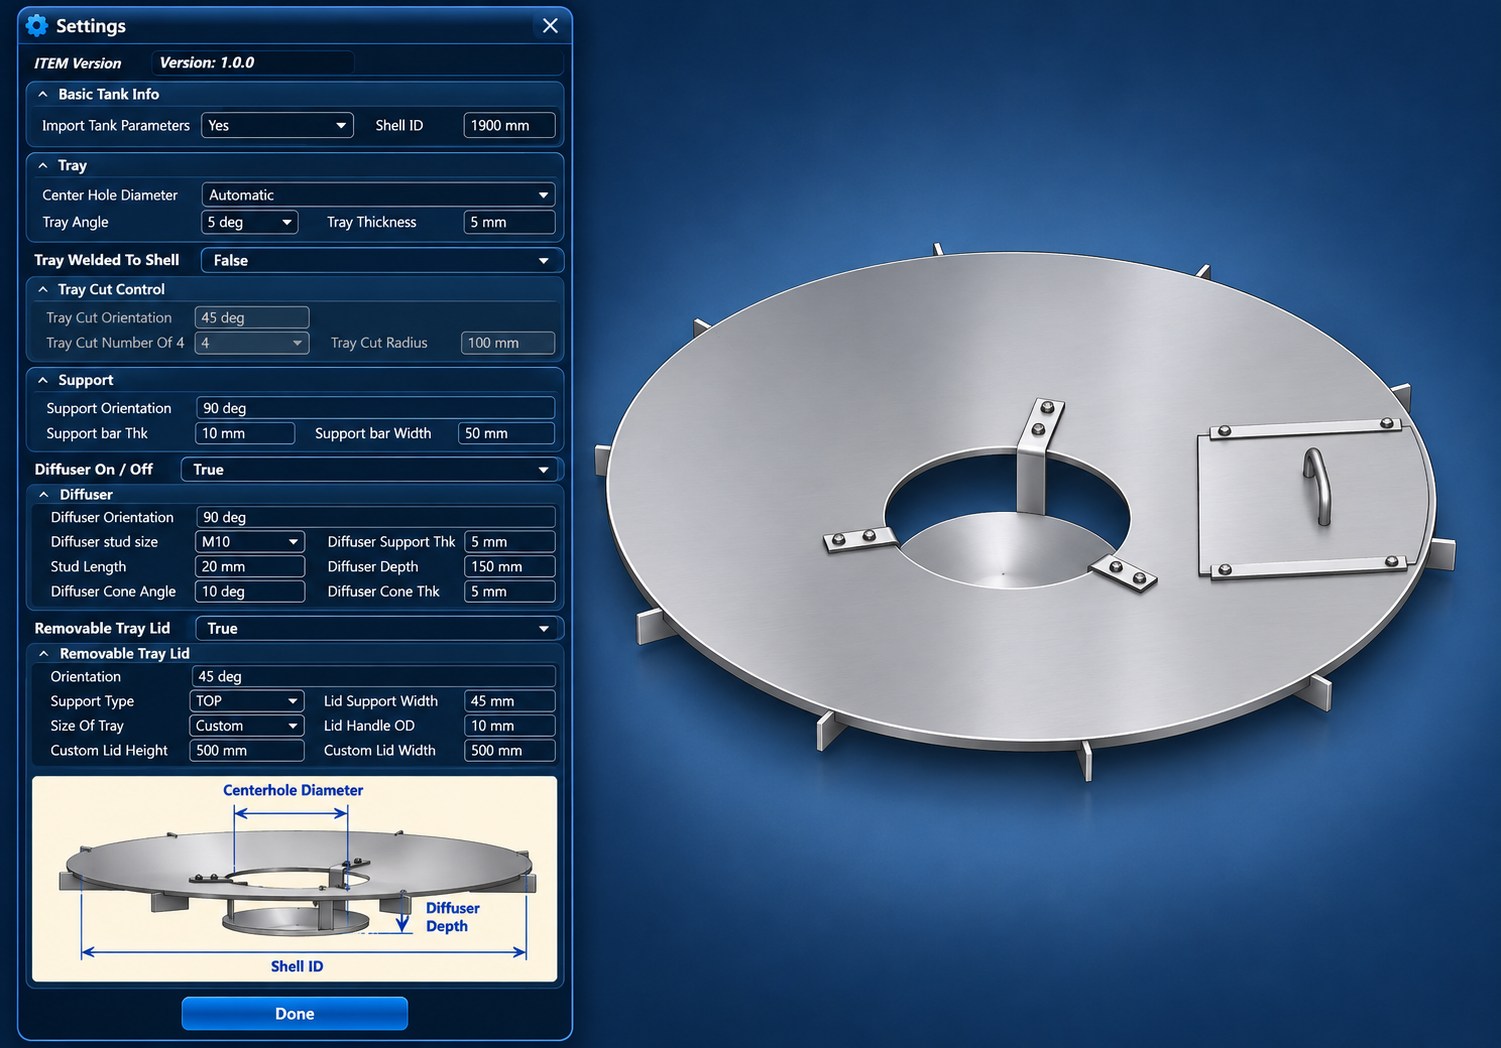 Settings
ITEM Version Version: 1.0.0
Basic Tank Info
Import Tank Parameters Yes Shell ID 1900 mm
Tray
Center Hole Diameter Automatic
Tray Angle 5 deg Tray Thickness 5 mm
Tray Welded To Shell False
Tray Cut Control
Tray Cut Orientation 45 deg
Tray Cut Number Of 4 4 Tray Cut Radius 100 mm
Support
Support Orientation 90 deg
Support bar Thk 10 mm Support bar Width 50 mm
Diffuser On / Off True
Diffuser
Diffuser Orientation 90 deg
Diffuser stud size M10 Diffuser Support Thk 5 mm
Stud Length 20 mm Diffuser Depth 150 mm
Diffuser Cone Angle 10 deg Diffuser Cone Thk 5 mm
Removable Tray Lid True
Removable Tray Lid
Orientation 45 deg
Support Type TOP Lid Support Width 45 mm
Size Of Tray Custom Lid Handle OD 10 mm
Custom Lid Height 500 mm Custom Lid Width 500 mm
Centerhole Diameter
Diffuser
Depth
Shell ID
Done